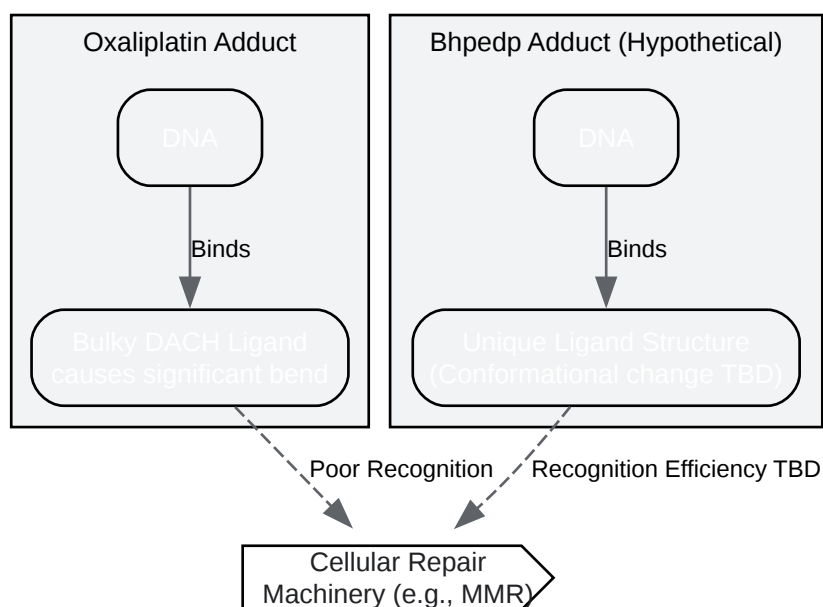 Oxaliplatin Adduct
Bhpedp Adduct (Hypothetical)
DNA
DNA
Binds
Binds
Bulky DACH Ligand
causes significant bend
Unique Ligand Structure
(Conformational change TBD)
Poor Recognition
Recognition Efficiency TBD
Cellular Repair
Machinery (e.g., MMR)